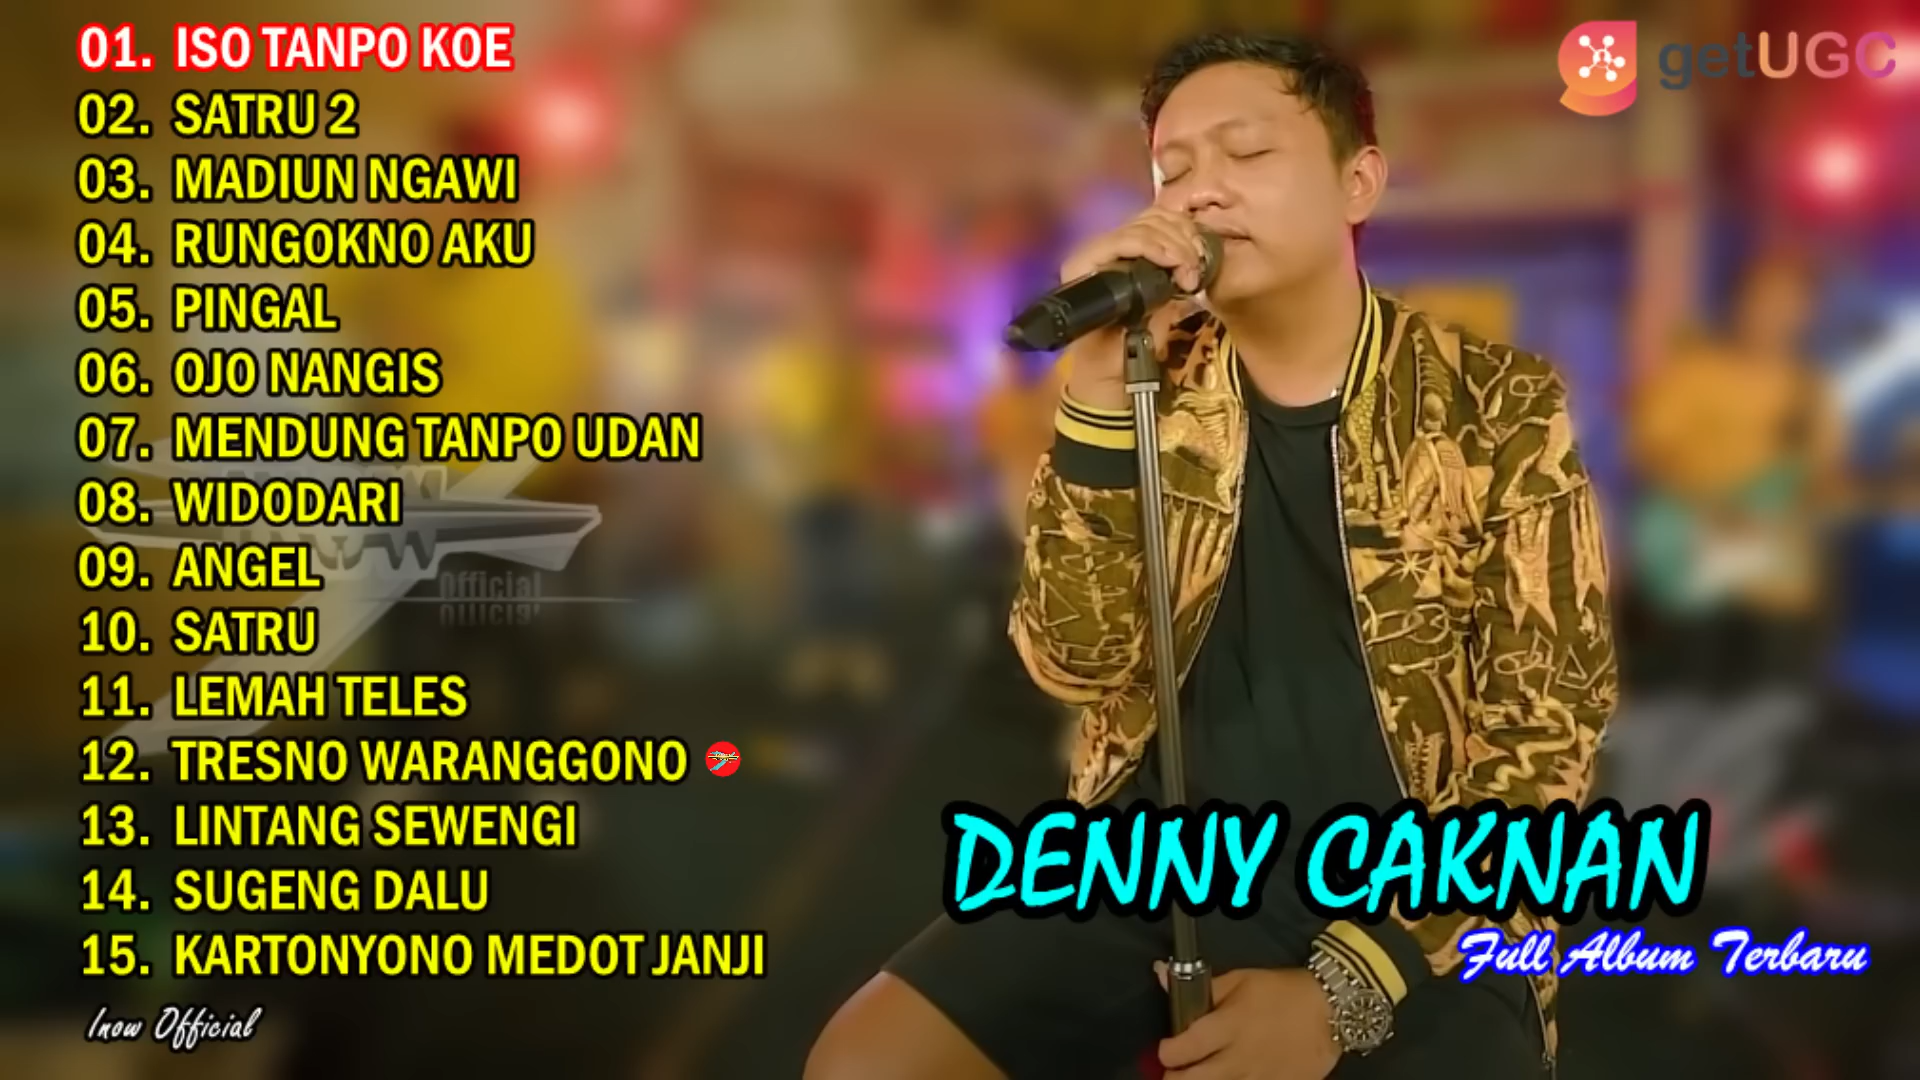 01. ISO TANPO KOE
02. SATRU 2
03. MADIUN NGAWI
04. RUNGOKNO AKU
05. PINGAL
06. OJO NANGIS
07. MENDUNG TANPO UDAN
08. WIDODARI
09. ANGEL
10. SATRU
11. LEMAH TELES
12. TRESNO WARANGGONO
13. LINTANG SEWENGI
14. SUGENG DALU
15. KARTONYONO MEDOT JANJI
Inow Official
getUGC
Official
DENNY CAKNAN
Full Album Terbaru